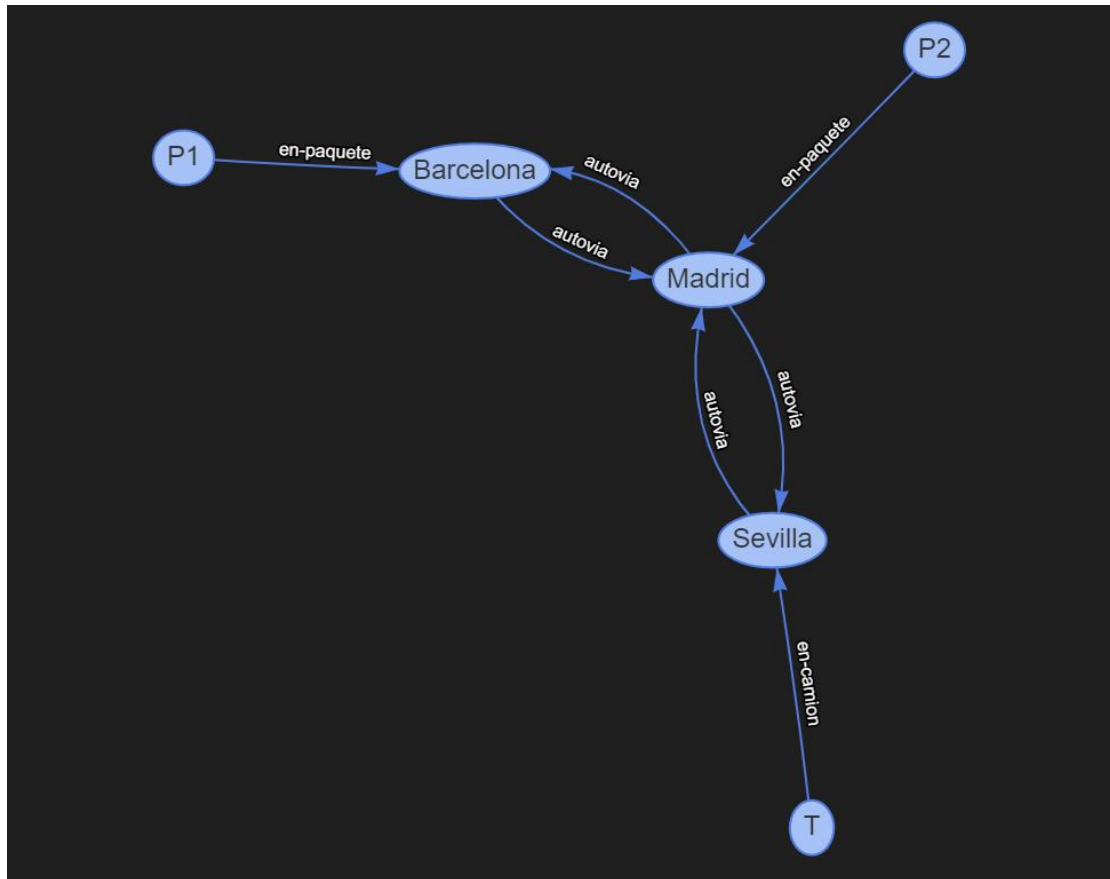 P2
P1
en-paquete
Barcelona
autovia
en-paquete
autovia
Madrid
autovia
autovia
Sevilla
en-camion
T